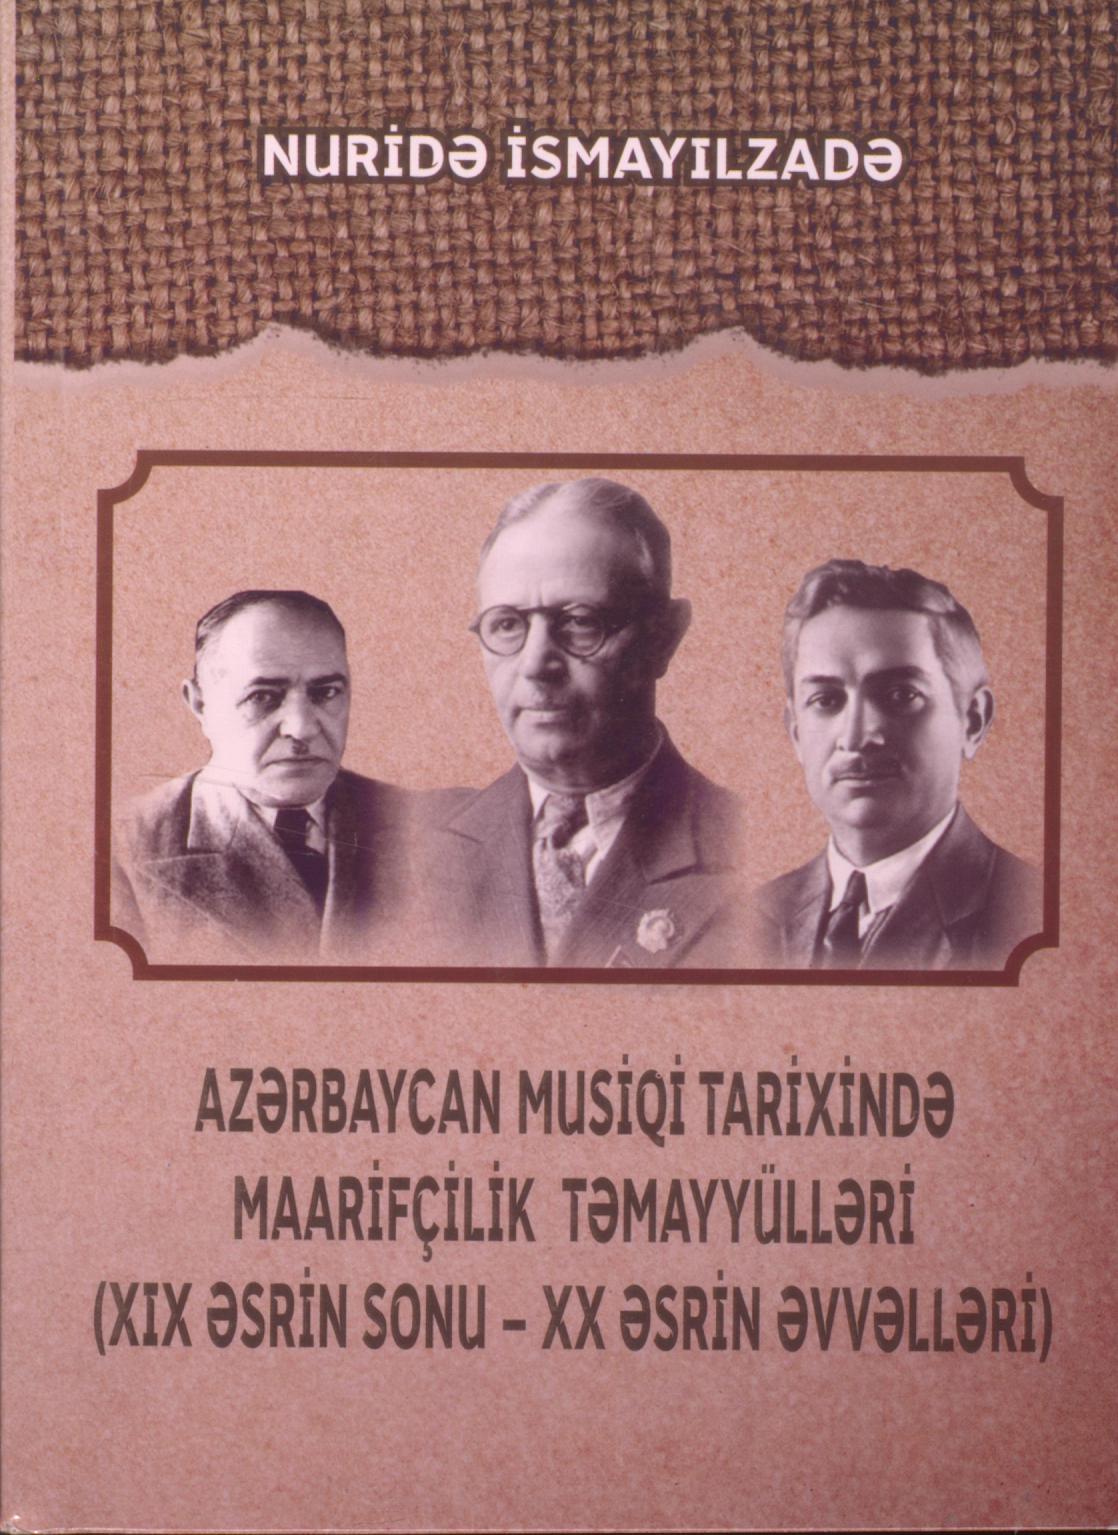 NURİDƏ İSMAYILZADƏ
AZƏRBAYCAN MUSİQİ TARİXİNDƏ
MAARİFÇİLİK TƏMAYYÜLLƏRİ
(XIX ƏSRİN SONU – XX ƏSRİN ƏVVƏLLƏRİ)